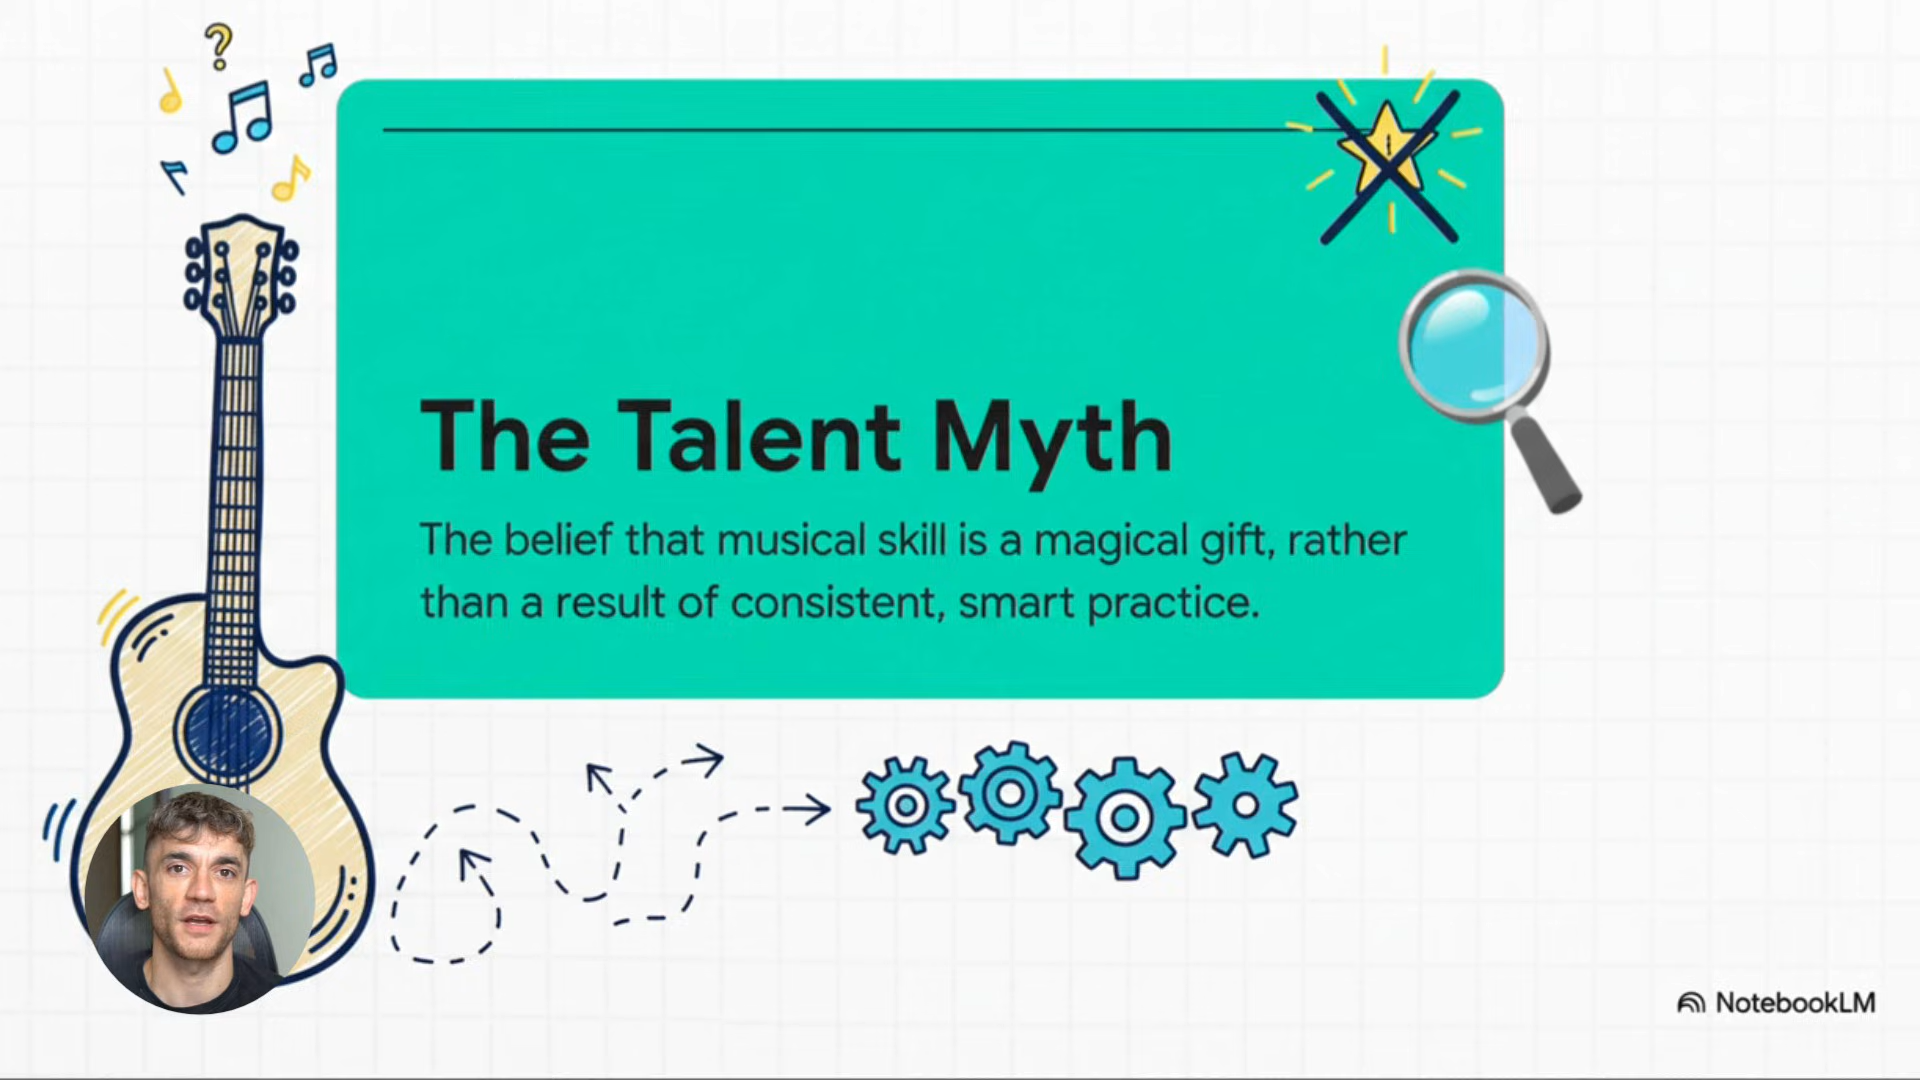 ?
The Talent Myth
The belief that musical skill is a magical gift, rather
than a result of consistent, smart practice.
NotebookLM